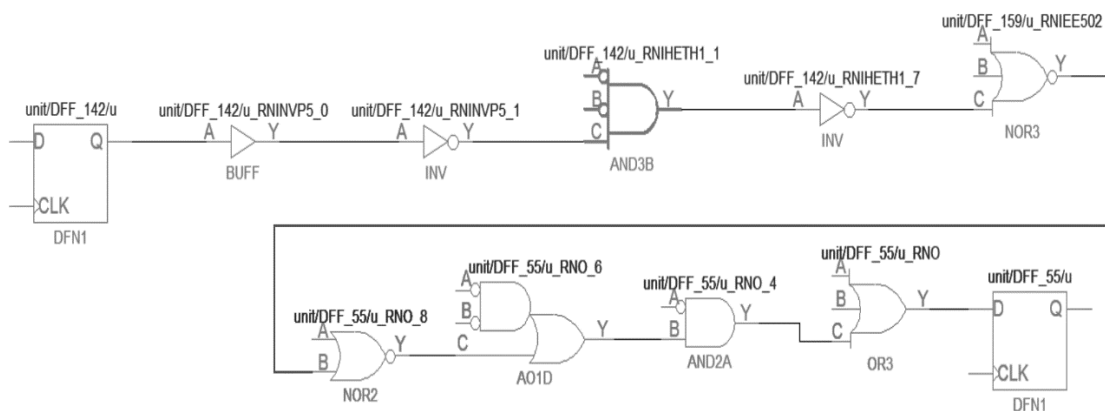 unit/DFF_159/u_RNIEE502
unit/DFF_142/u_RNIHETH1_1
A
A
unit/DFF_142/u unit/DFF_142/u_RNINVP5_0 unit/DFF_142/u_RNINVP5_1
unit/DFF_142/u_RNIHETH1_7
B Y
B Y A Y
D Q A Y A Y C
C
BUFF INV AND3B INV NOR3
CLK
DFN1
unit/DFF_55/u_RNO_6 unit/DFF_55/u_RNO_4 unit/DFF_55/u_RNO unit/DFF_55/u
A A A
unit/DFF_55/u_RNO_8 B Y B Y D Q
A Y C Y B C
B
NOR2 AO1D AND2A OR3 CLK
DFN1